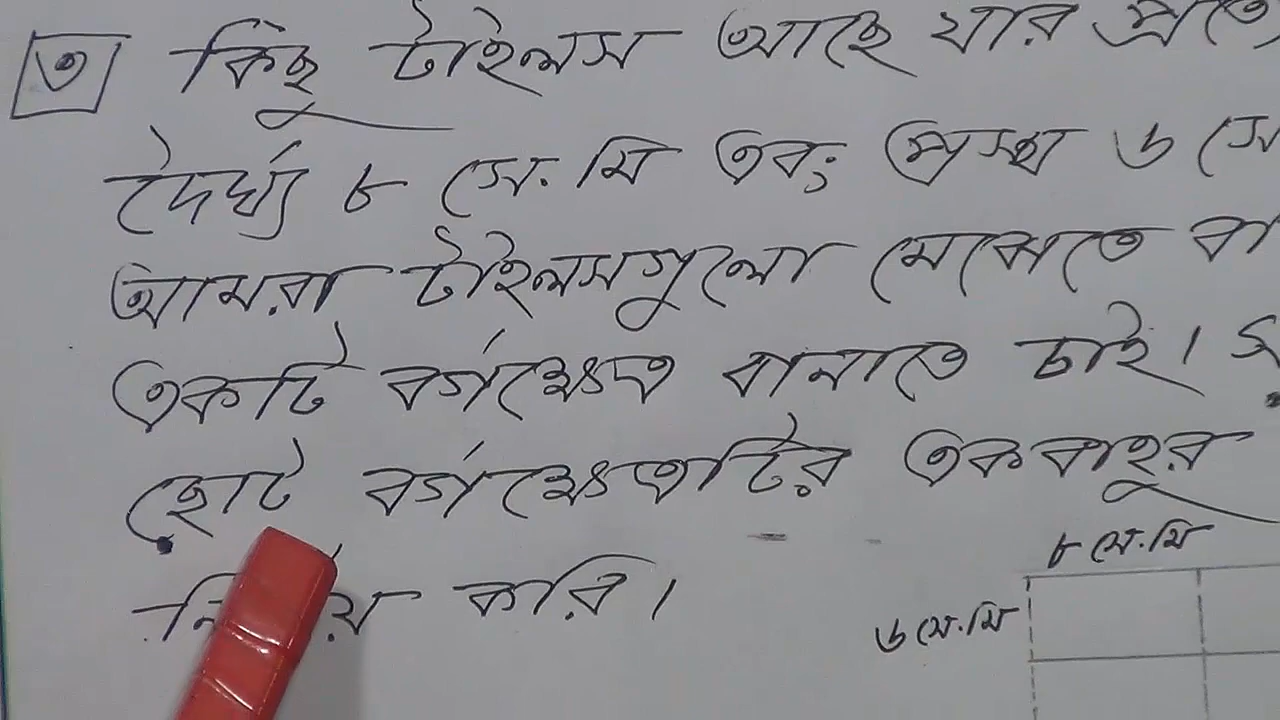 ৩ কিছু টাইলস আছে যার
দৈর্ঘ্য ৮ সে. মি এবং প্রস্থ ৬ সে
আমরা টাইলসগুলো মেঝেতে
একটি বর্গক্ষেত্র বানাতে চাই।
ছোট বর্গক্ষেত্রটির একবাহুর
করি।
৮ সে.মি
৬ সে.মি